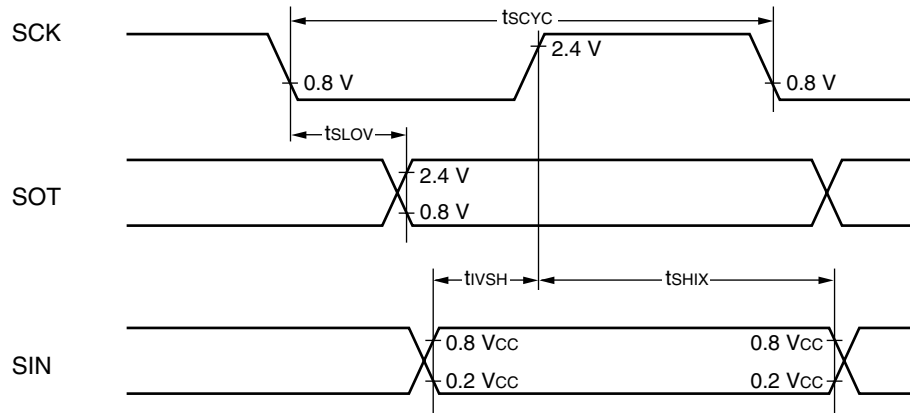 tSCYC
SCK
2.4 V
0.8 V
0.8 V
tSLOV
2.4 V
SOT
0.8 V
tIVSH
tSHIX
0.8 VCC
0.8 VCC
SIN
0.2 VCC
0.2 VCC